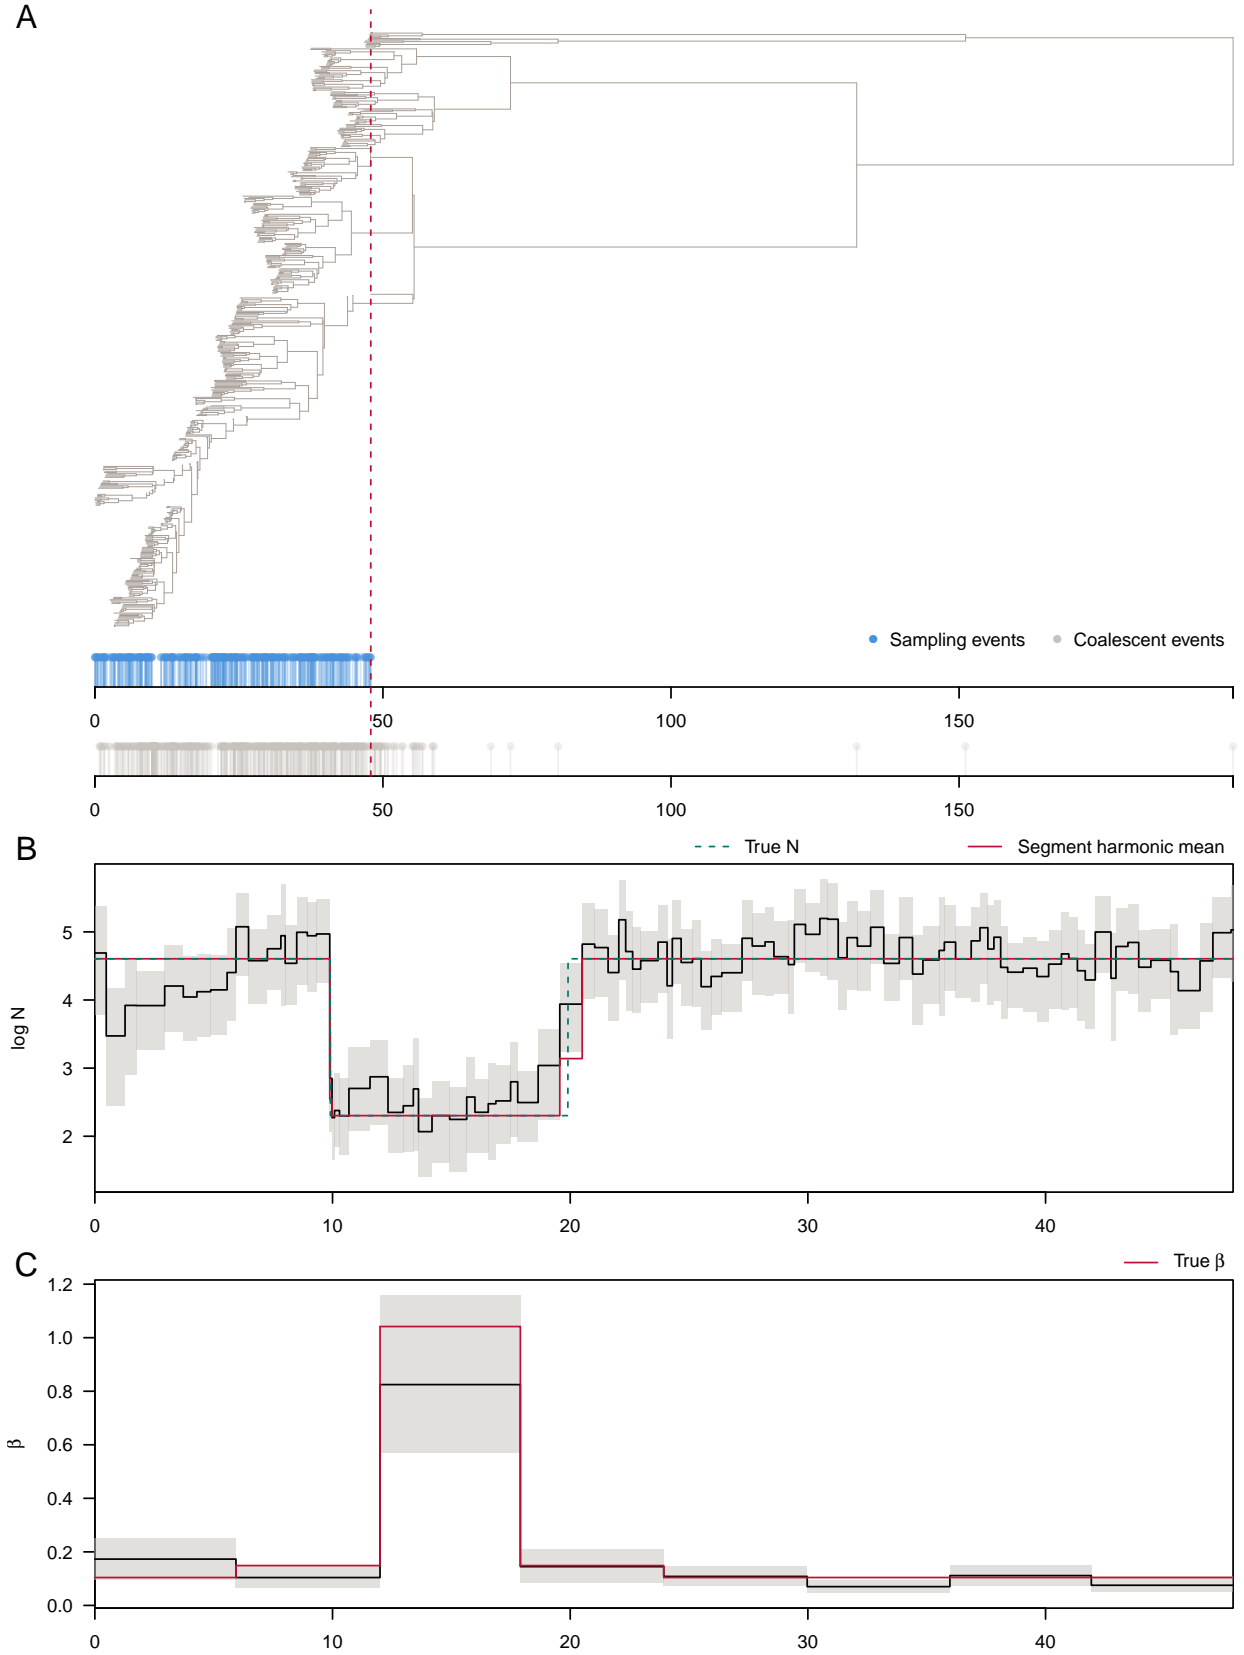 A
Sampling events Coalescent events
0 50 100 150
0 50 100 150
B
True N Segment harmonic mean
5
4
log N
3
2
0 10 20 30 40
C
True β
1.2
1.0
0.8
0.6
β
0.4
0.2
0.0
0 10 20 30 40